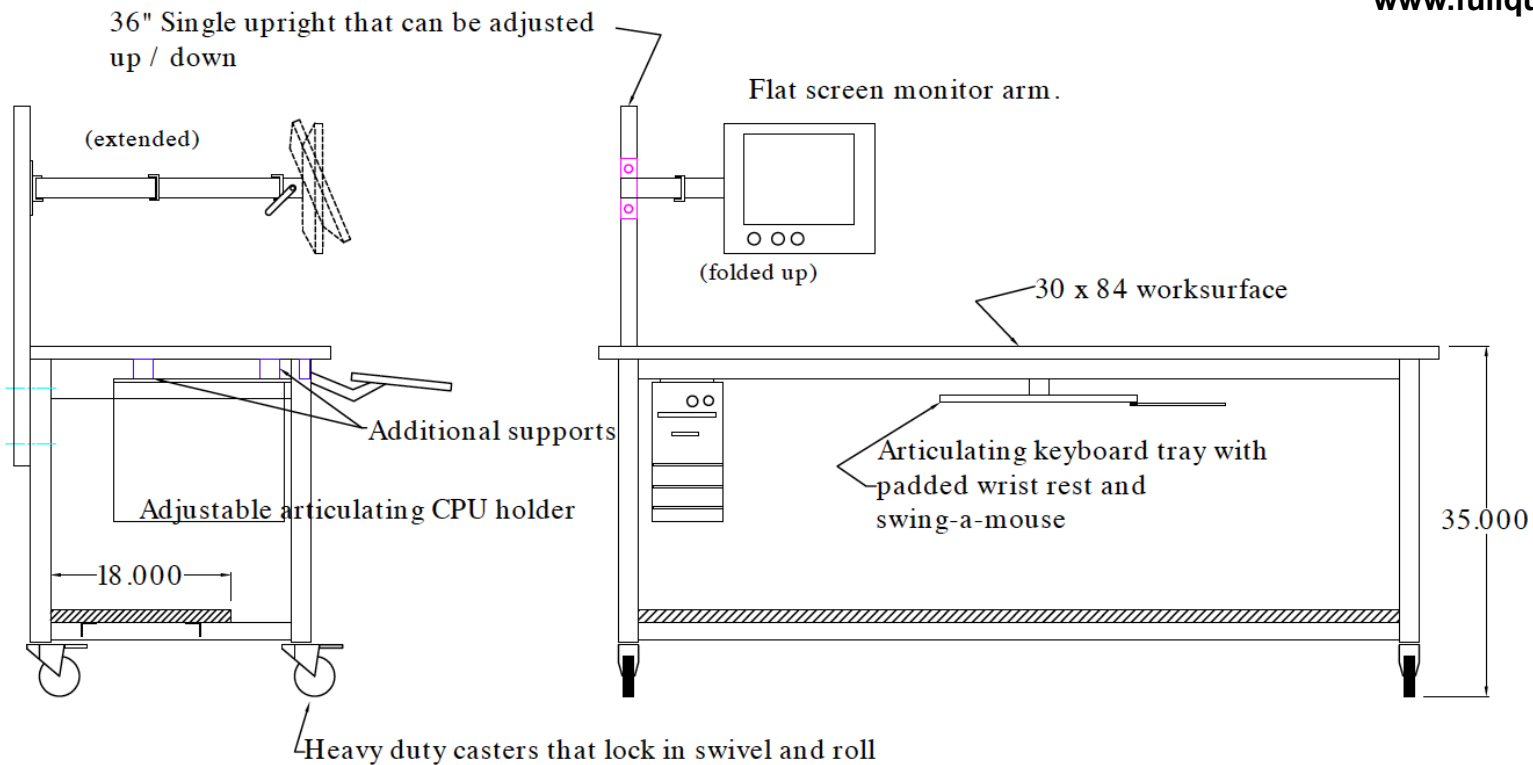 36" Single upright that can be adjusted
up / down
Flat screen monitor arm.
(extended)
(folded up)
30 x 84 worksurface
Additional supports
Articulating keyboard tray with
padded wrist rest and
swing-a-mouse
Adjustable articulating CPU holder
35.000
18.000
Heavy duty casters that lock in swivel and roll